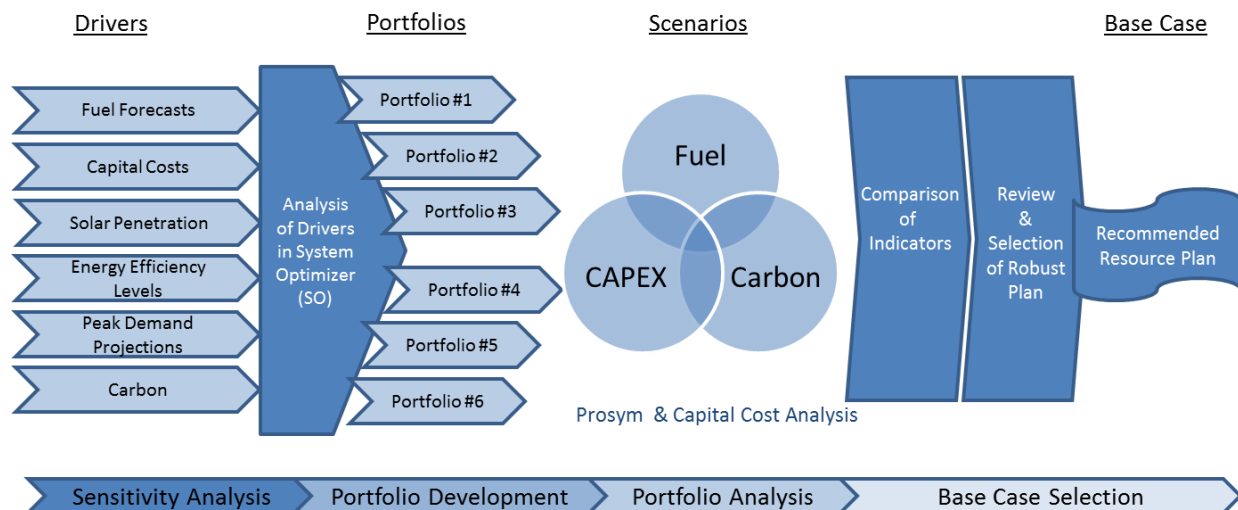 Drivers
Portfolios
Scenarios
Base Case
Fuel Forecasts
Capital Costs
Solar Penetration
Energy Efficiency
Levels
Peak Demand
Projections
Carbon
Analysis
of Drivers
in System
Optimizer
(SO)
Portfolio #1
Portfolio #2
Portfolio #3
Portfolio #4
Portfolio #5
Portfolio #6
Fuel
CAPEX
Carbon
Prosym & Capital Cost Analysis
Comparison
of
Indicators
Review
&
Selection
of Robust
Plan
Recommended
Resource Plan
Sensitivity Analysis
Portfolio Development
Portfolio Analysis
Base Case Selection